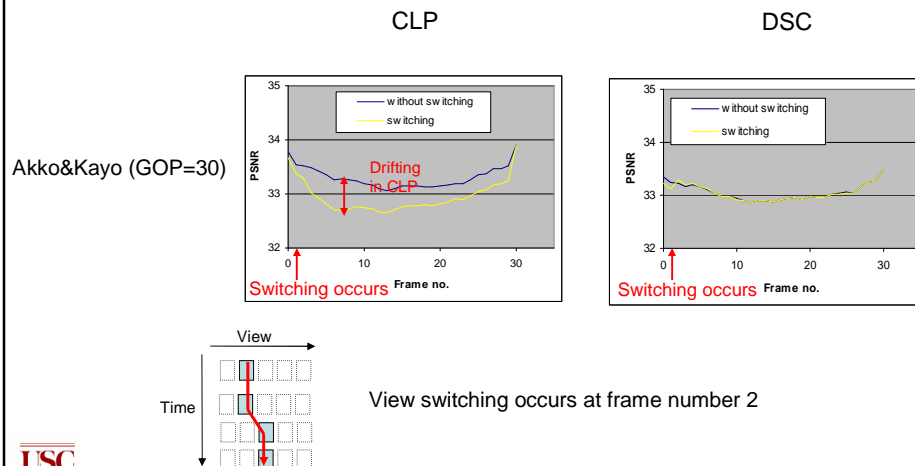 CLP
DSC
Akko&Kayo (GOP=30)
35
34
33
32
PSNR
without switching
switching
Drifting
in CLP
0
10
20
30
Switching occurs
Frame no.
35
34
33
32
PSNR
without switching
switching
0
10
20
30
Switching occurs
Frame no.
View
Time
View switching occurs at frame number 2
USC